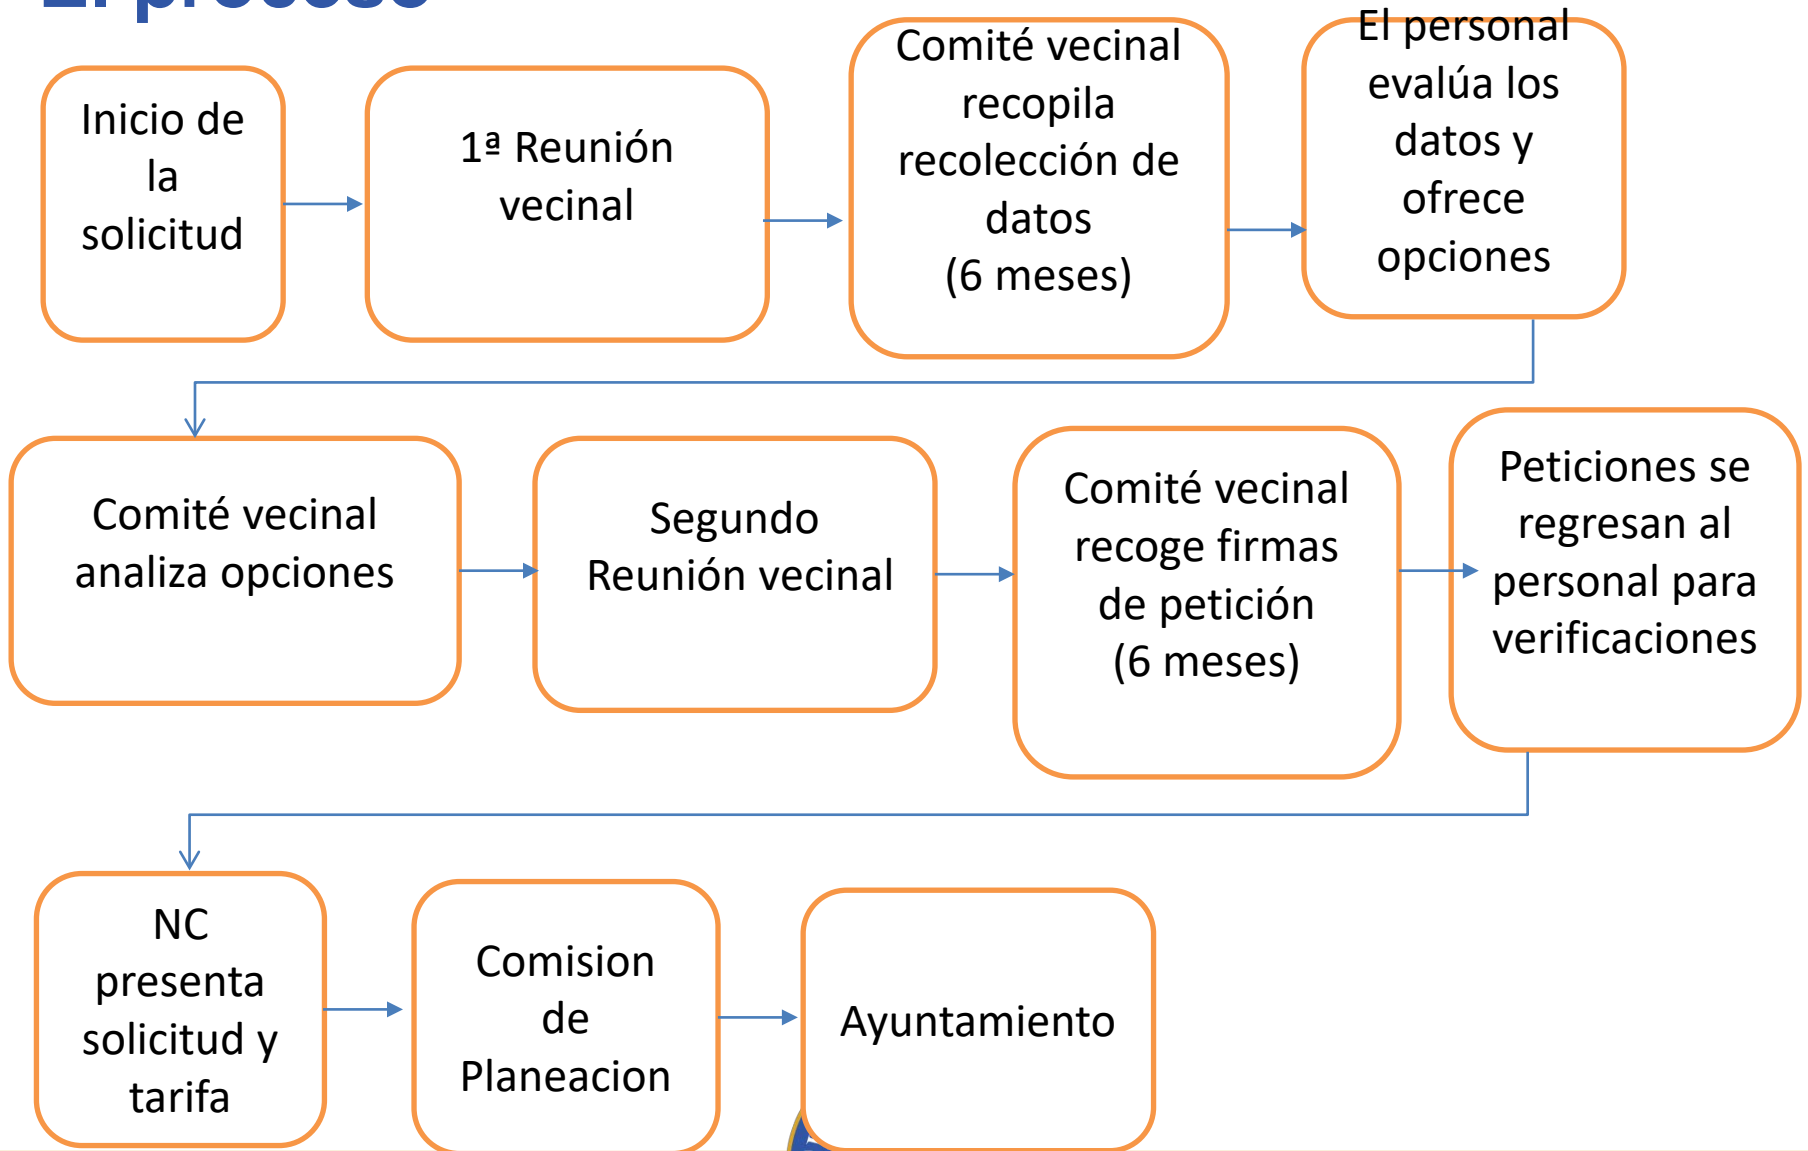 El proceso
Inicio de
la
solicitud
1ª Reunión
vecinal
Comité vecinal
recopila
recolección de
datos
(6 meses)
El personal
evalúa los
datos y
ofrece
opciones
Comité vecinal
analiza opciones
Segundo
Reunión vecinal
Comité vecinal
recoge firmas
de petición
(6 meses)
Peticiones se
regresan al
personal para
verificaciones
NC
presenta
solicitud y
tarifa
Comision
de
Planeacion
Ayuntamiento